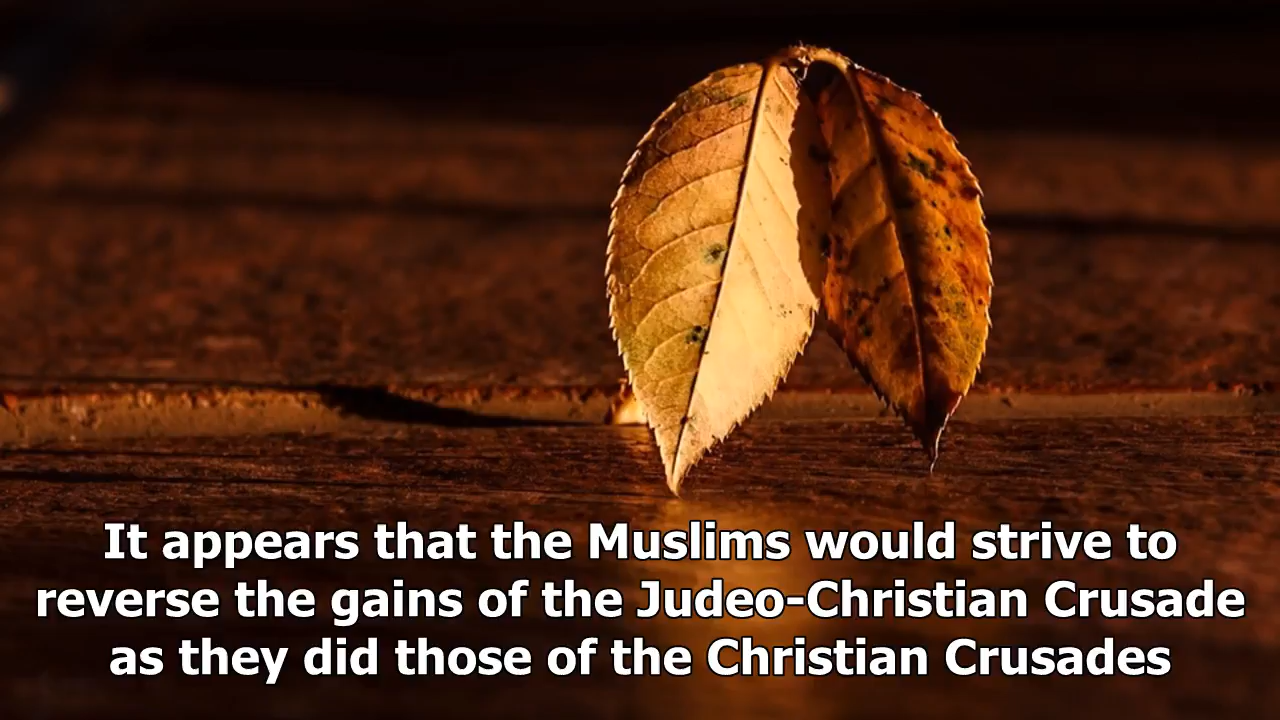 It appears that the Muslims would strive to
reverse the gains of the Judeo-Christian Crusade
as they did those of the Christian Crusades